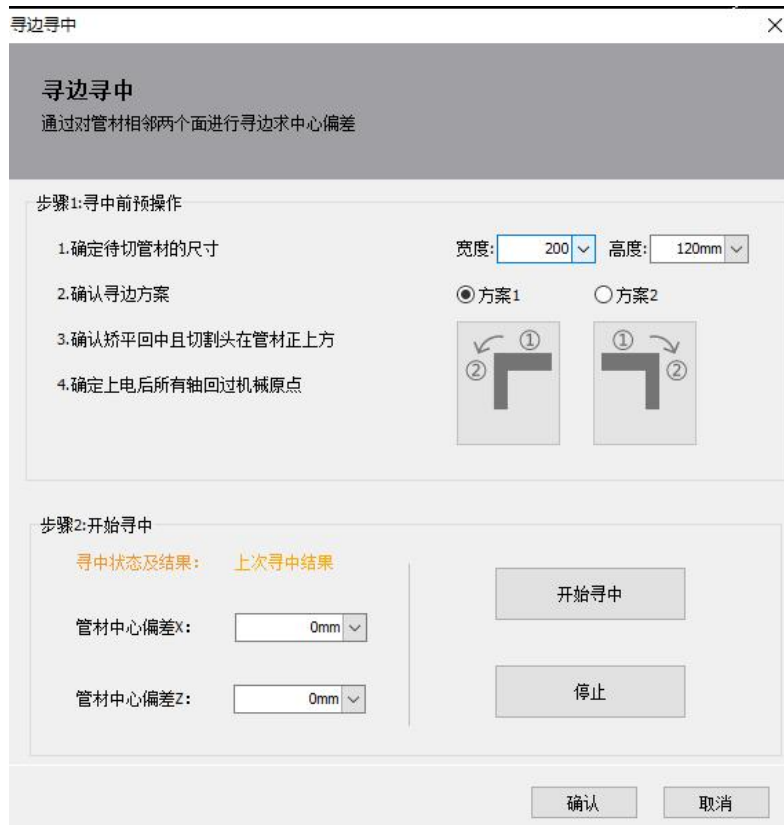 寻边寻中
寻边寻中
通过对管材相邻两个面进行寻边求中心偏差
步骤1:寻中前预操作
1.确定待切管材的尺寸 宽度: 200 高度: 120mm
2.确认寻边方案 方案1 方案2
3.确认矫平回中且切割头在管材正上方
4.确定上电后所有轴回过机械原点
① ①
② ②
步骤2:开始寻中
寻中状态及结果: 上次寻中结果
开始寻中
管材中心偏差X: 0mm
管材中心偏差Z: 0mm
停止
确认 取消